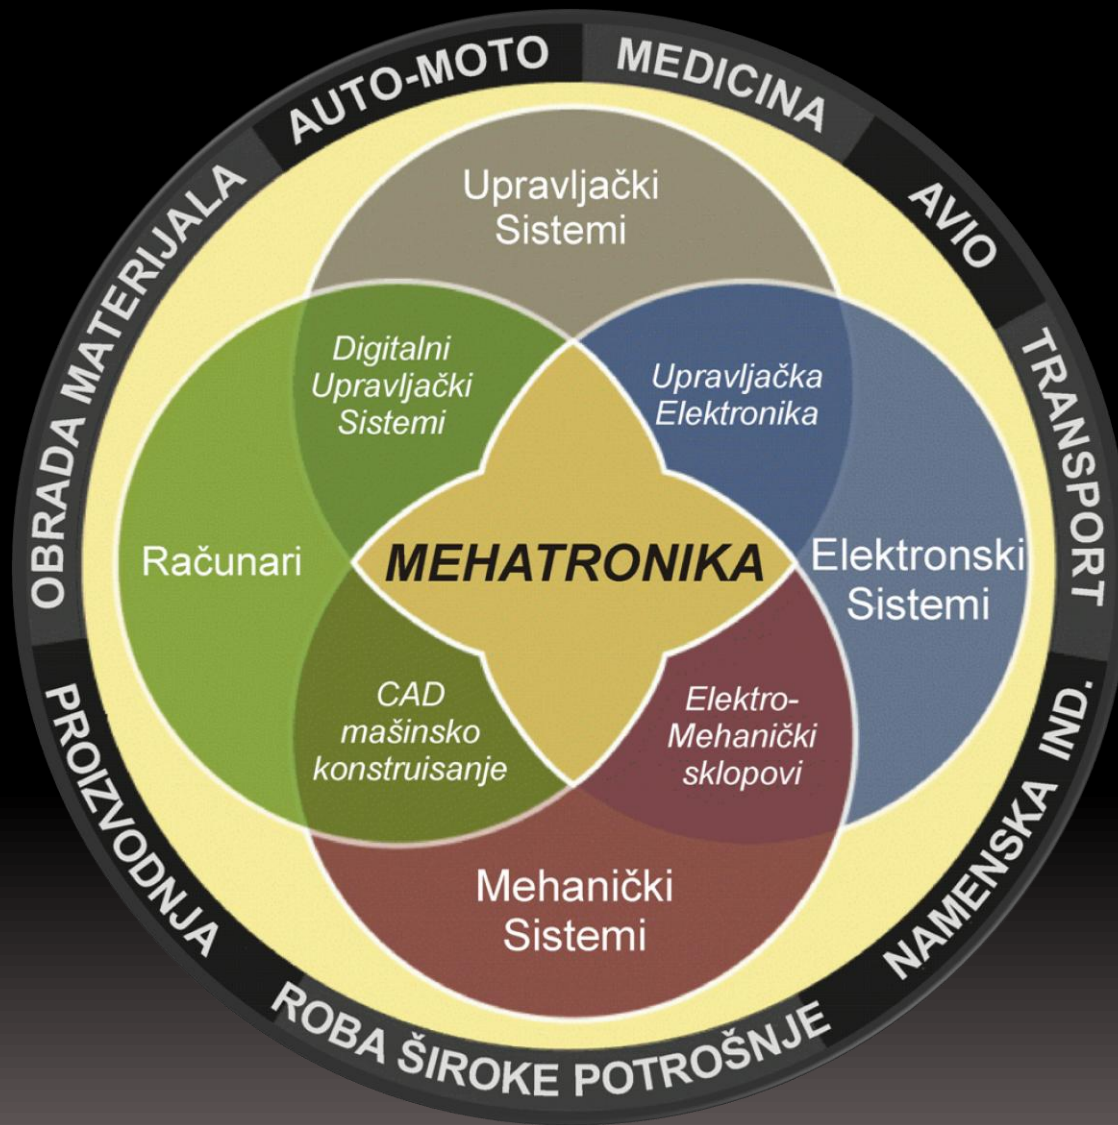 AUTO-MOTO
MEDICINA
AVIO
TRANSPORT
NAMENSKA IND.
ROBA ŠIROKE POTROŠNJE
PROIZVODNJA
OBRADA MATERIJALA
Upravljački
Sistemi
Digitalni
Upravljački
Sistemi
Upravljačka
Elektronika
Računari
MEHATRONIKA
Elektronski
Sistemi
CAD
mašinsko
konstruisanje
Elektro-
Mehanički
sklopovi
Mehanički
Sistemi